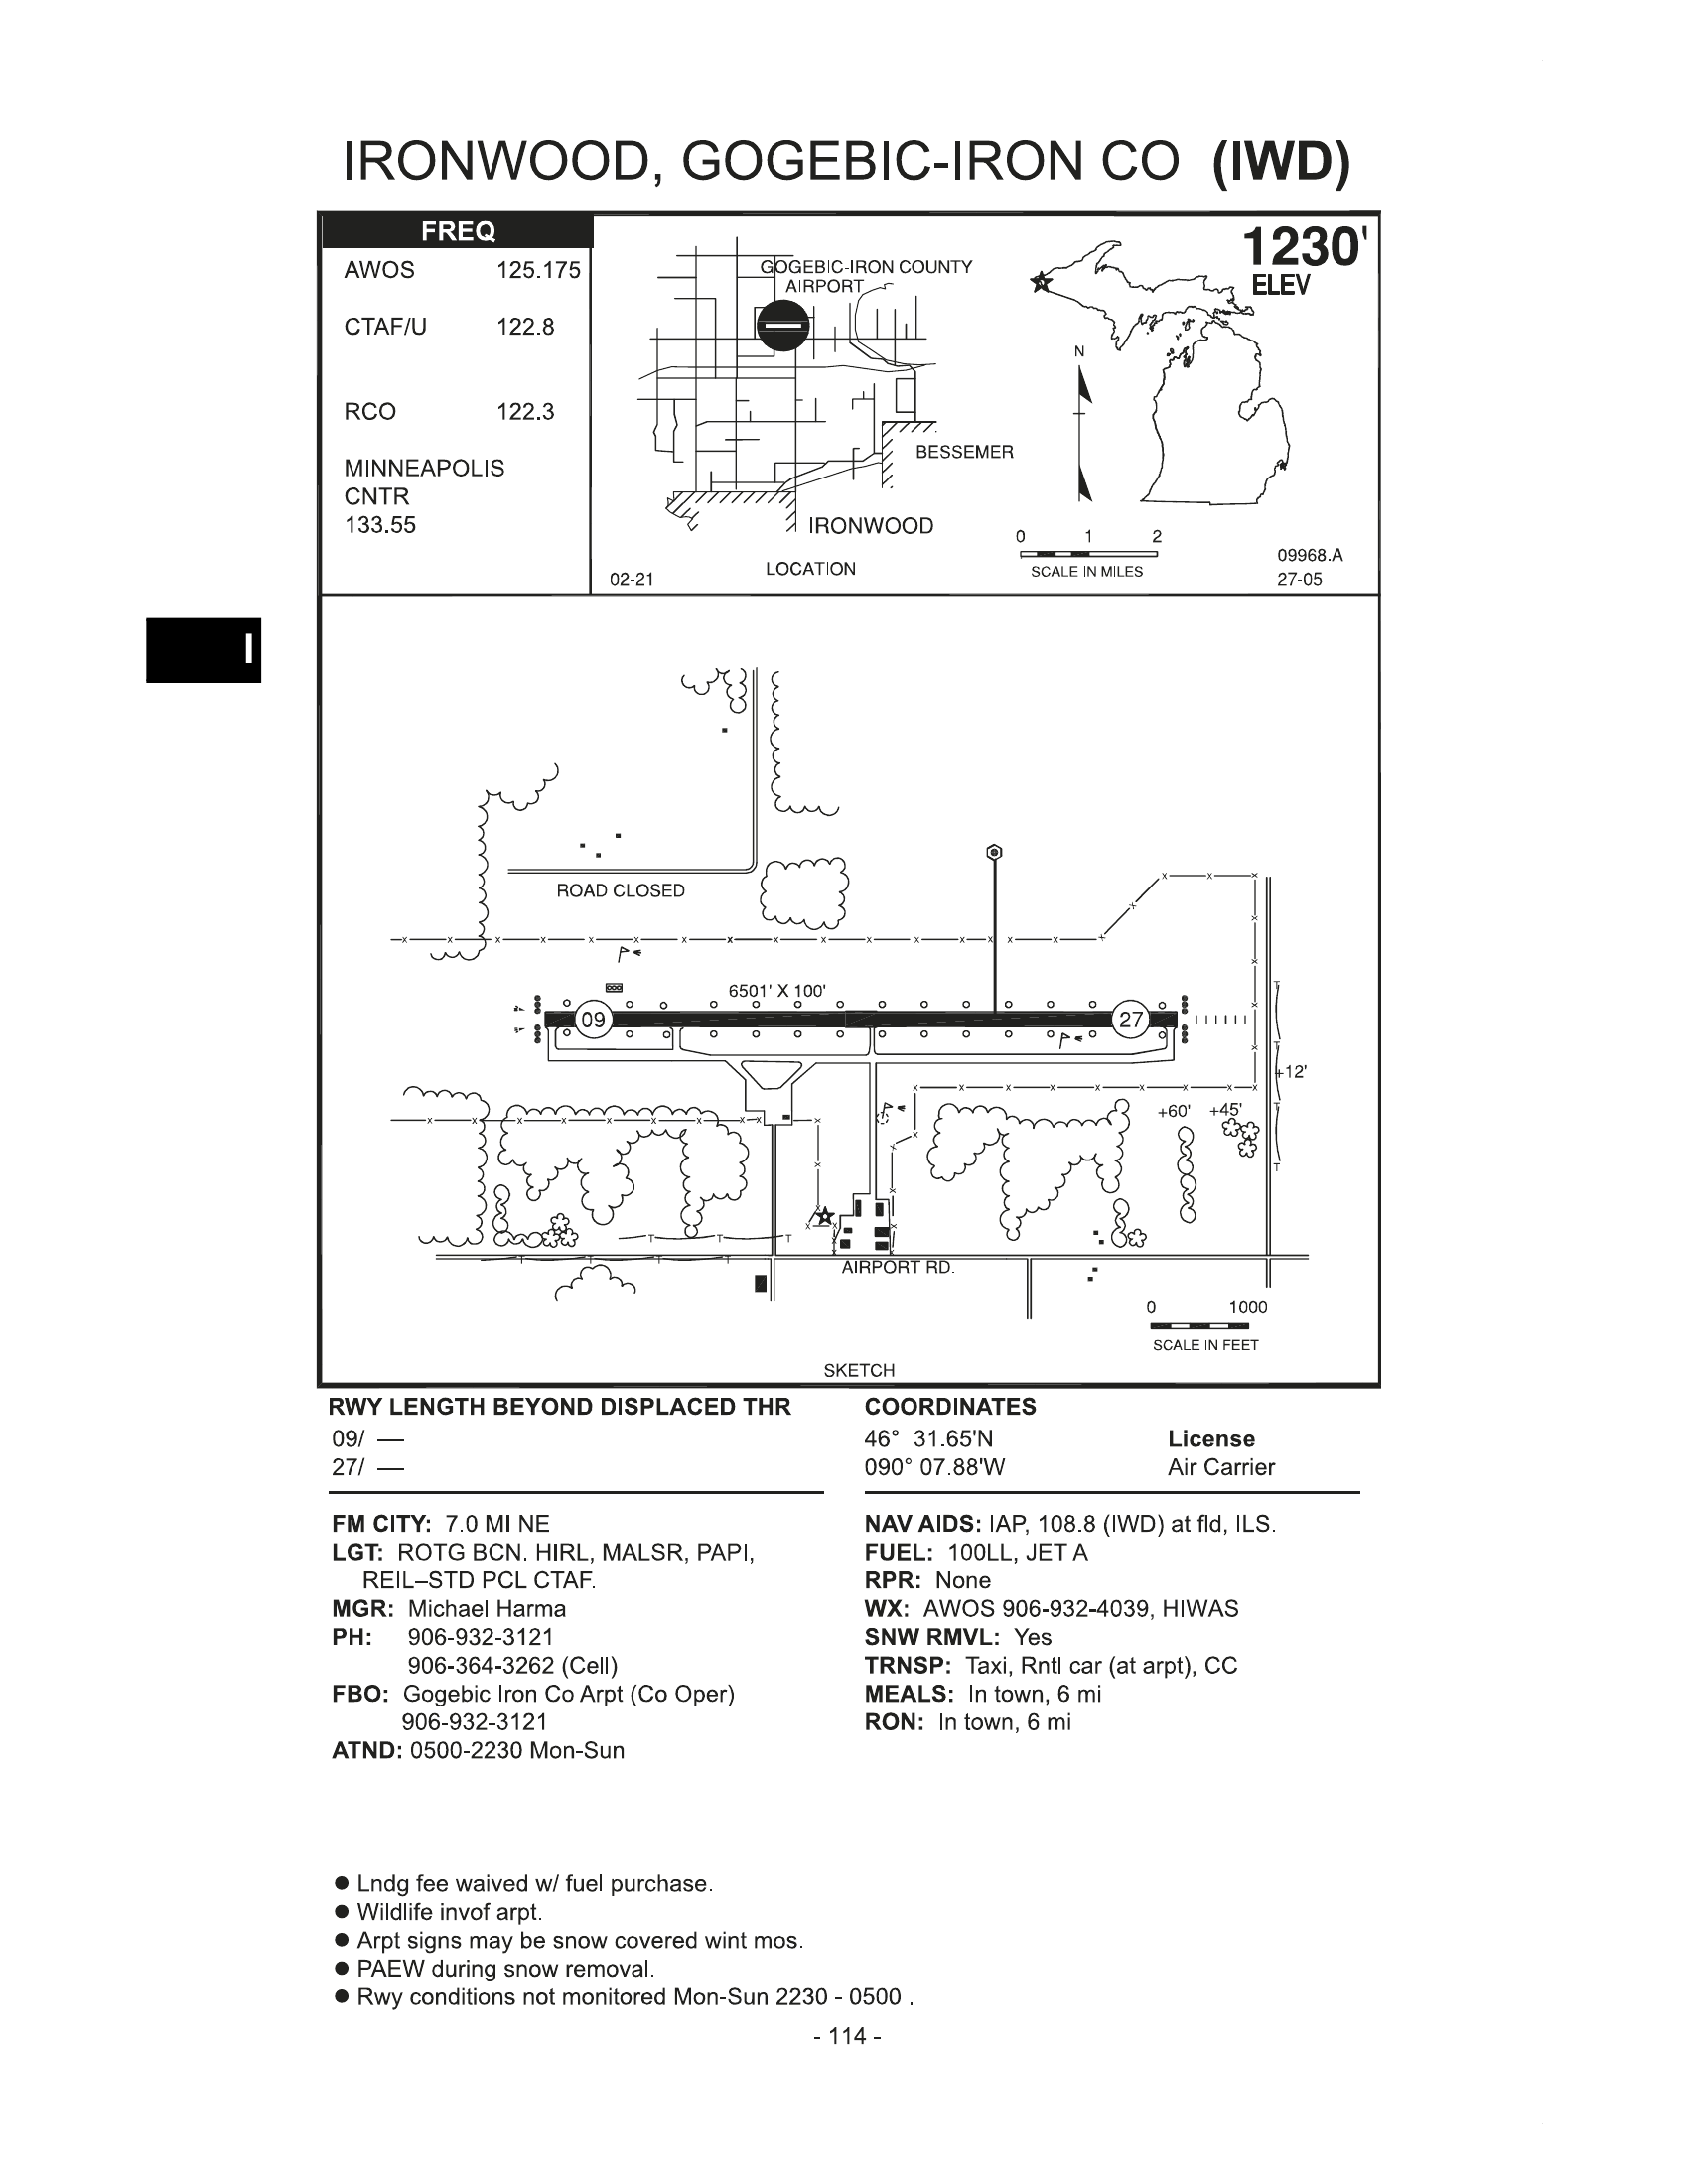 IRONWOOD, GOGEBIC-IRON CO (IWD)
FREQ
AWOS 125.175
CTAF/U 122.8
RCO 122.3
MINNEAPOLIS
CNTR
133.55
GOGEBIC-IRON COUNTY
AIRPORT
BESSEMER
IRONWOOD
LOCATION
02-21
1230'
ELEV
N
0 1 2
SCALE IN MILES
09968.A
27-05
I
ROAD CLOSED
6501' X 100'
09
27
+12'
+60' +45'
AIRPORT RD.
0 1000
SCALE IN FEET
SKETCH
RWY LENGTH BEYOND DISPLACED THR
09/ —
27/ —
COORDINATES
46° 31.65'N License
090° 07.88'W Air Carrier
FM CITY: 7.0 MI NE
LGT: ROTG BCN. HIRL, MALSR, PAPI,
REIL–STD PCL CTAF.
MGR: Michael Harma
PH: 906-932-3121
906-364-3262 (Cell)
FBO: Gogebic Iron Co Arpt (Co Oper)
906-932-3121
ATND: 0500-2230 Mon-Sun
NAV AIDS: IAP, 108.8 (IWD) at fld, ILS.
FUEL: 100LL, JET A
RPR: None
WX: AWOS 906-932-4039, HIWAS
SNW RMVL: Yes
TRNSP: Taxi, Rntl car (at arpt), CC
MEALS: In town, 6 mi
RON: In town, 6 mi
● Lndg fee waived w/ fuel purchase.
● Wildlife invof arpt.
● Arpt signs may be snow covered wint mos.
● PAEW during snow removal.
● Rwy conditions not monitored Mon-Sun 2230 - 0500 .
- 114 -